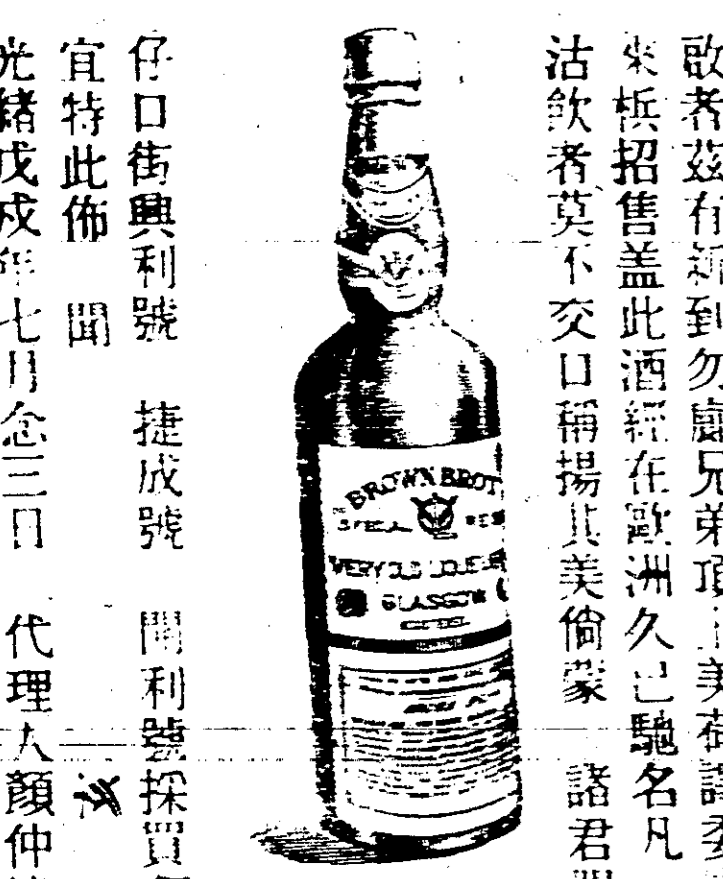 啟者茲有新到勿廊兄弟頂上美
來梹招售盖此酒經在歐洲久已馳名凡
沽飲者莫不交口稱揚其美倘蒙 諸君
BROWN BROT
SPECIAL RES
VERY OLD LIQUEUR
GLASGOW
仔口街興利號 捷成號 開利號採買
宜特此佈 聞
光緒戊戌年七月念三日 代理人顏仲